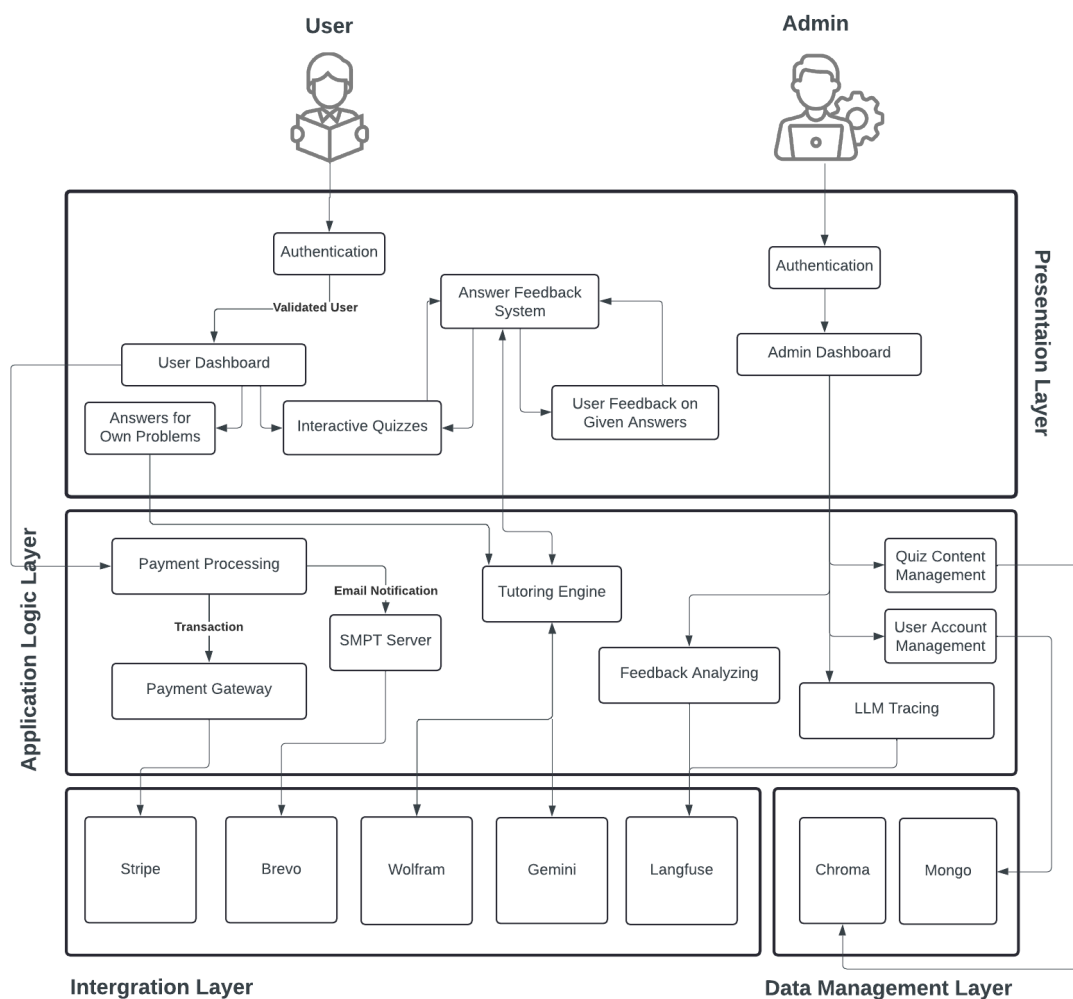 User
Admin
Authentication
Authentication
Validated User
Answer Feedback
System
User Dashboard
Admin Dashboard
Answers for
Own Problems
Interactive Quizzes
User Feedback on
Given Answers
Presentaion Layer
Application Logic Layer
Payment Processing
Email Notification
Transaction
SMPT Server
Payment Gateway
Tutoring Engine
Feedback Analyzing
Quiz Content
Management
User Account
Management
LLM Tracing
Stripe
Brevo
Wolfram
Gemini
Langfuse
Chroma
Mongo
Intergration Layer
Data Management Layer